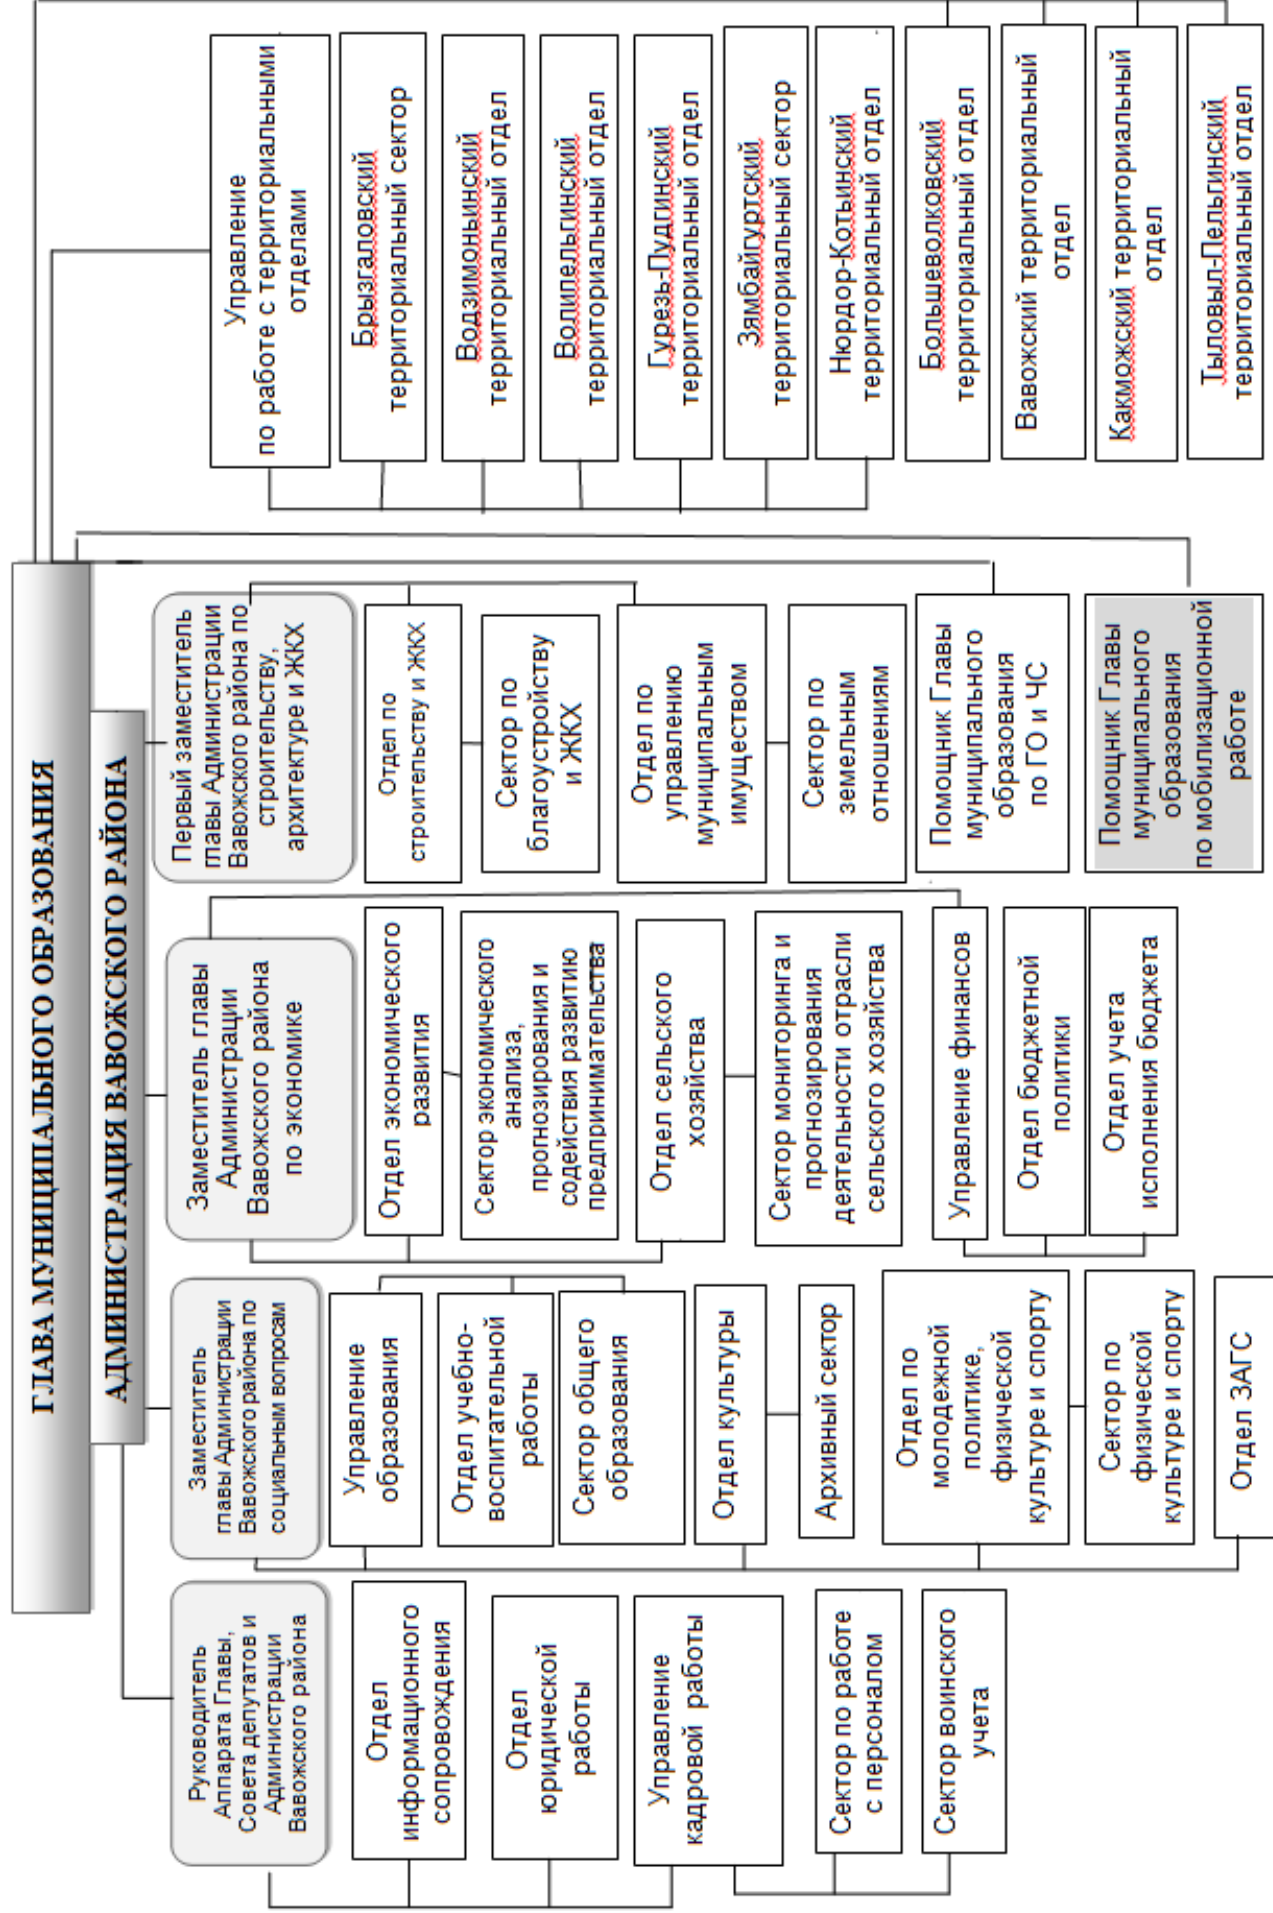 ГЛАВА МУНИЦИПАЛЬНОГО ОБРАЗОВАНИЯ
АДМИНИСТРАЦИЯ ВАВОЖСКОГО РАЙОНА
Руководитель
Аппарата Главы,
Совета депутатов и
Администрации
Вавожского района
Отдел
информационного
сопровождения
Отдел
юридической
работы
Управление
кадровой работы
Сектор по работе
с персоналом
Сектор воинского
учета
Заместитель
главы Администрации
Вавожского района по
социальным вопросам
Управление
образования
Отдел учебно-
воспитательной
работы
Сектор общего
образования
Отдел культуры
Архивный сектор
Отдел по
молодежной
политике,
физической
культуре и спорту
Сектор по
физической
культуре и спорту
Отдел ЗАГС
Заместитель главы
Администрации
Вавожского района
по экономике
Отдел экономического
развития
Сектор экономического
анализа,
прогнозирования и
содействия развитию
предпринимательства
Отдел сельского
хозяйства
Сектор мониторинга и
прогнозирования
деятельности отрасли
сельского хозяйства
Управление финансов
Отдел бюджетной
политики
Отдел учета
исполнения бюджета
Первый заместитель
главы Администрации
Вавожского района по
строительству,
архитектуре и ЖКХ
Отдел по
строительству и ЖКХ
Сектор по
благоустройству
и ЖКХ
Отдел по
управлению
муниципальным
имуществом
Сектор по
земельным
отношениям
Помощник Главы
муниципального
образования
по ГО и ЧС
Помощник Главы
муниципального
образования
по мобилизационной
работе
Управление
по работе с территориальными
отделами
Брызгаловский
территориальный сектор
Водзимоньинский
территориальный отдел
Волипельгинский
территориальный отдел
Гурезь-Пудгинский
территориальный отдел
Зямбайгуртский
территориальный сектор
Нюрдор-Котьинский
территориальный отдел
Большеволковский
территориальный отдел
Вавожский территориальный
отдел
Какможский территориальный
отдел
Тыловыл-Пельгинский
территориальный отдел